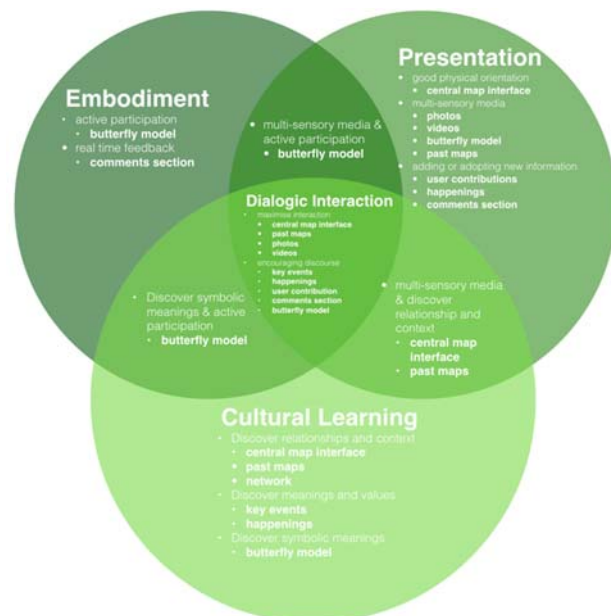 Embodiment
active participation
butterfly model
real time feedback
comments section
Presentation
good physical orientation
central map interface
multi-sensory media
photos
videos
butterfly model
past maps
adding or adopting new information
user contributions
happenings
comments section
multi-sensory media &
active participation
butterfly model
Dialogic Interaction
maximise interaction
central map interface
past maps
photos
videos
encouraging discourse
key events
happenings
user contribution
comments section
butterfly model
Discover symbolic
meanings & active
participation
butterfly model
multi-sensory media
& discover
relationship and
context
central map
interface
past maps
Cultural Learning
Discover relationships and context
central map interface
past maps
network
Discover meanings and values
key events
happenings
Discover symbolic meanings
butterfly model